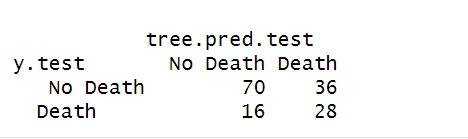 tree.pred.test
y.test No Death Death
No Death 70 36
Death 16 28